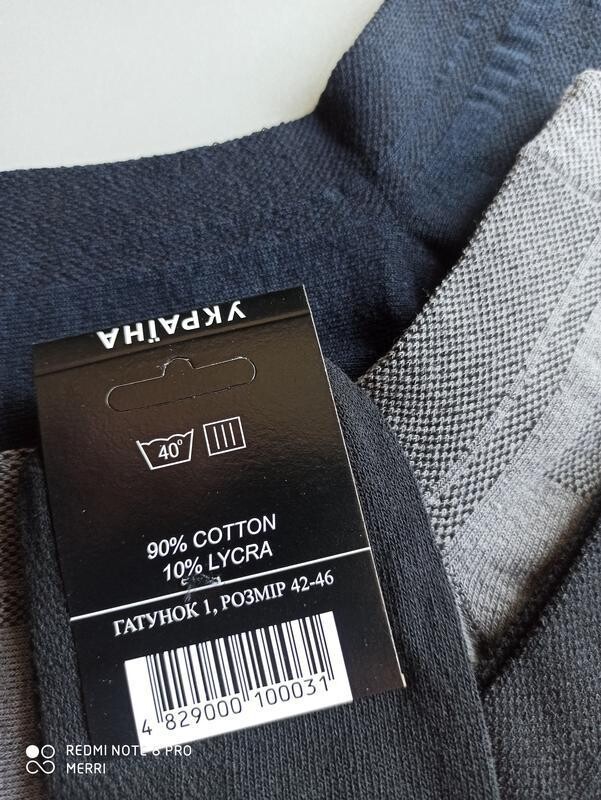 УКРАЇНА
40°
90% COTTON
10% LYCRA
ГАТУНОК 1, РОЗМІР 42-46
4 829000 100031
REDMI NOTE 8 PRO
MERRI